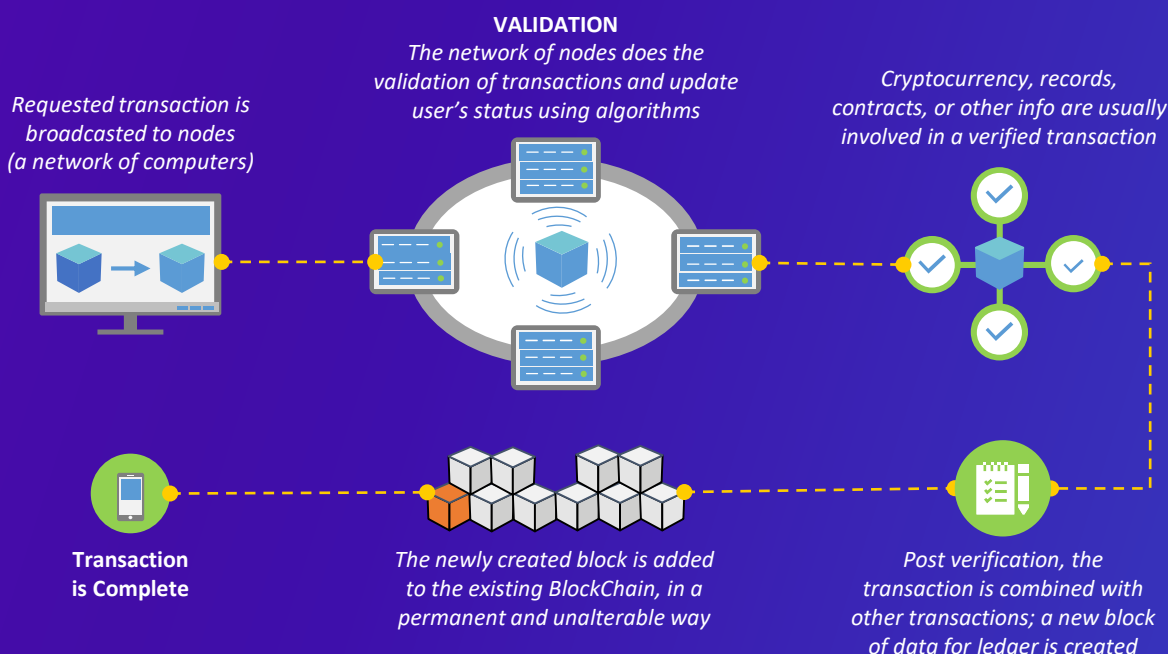 VALIDATION
The network of nodes does the
validation of transactions and update
user's status using algorithms
Requested transaction is
broadcasted to nodes
(a network of computers)
Cryptocurrency, records,
contracts, or other info are usually
involved in a verified transaction
Transaction
is Complete
The newly created block is added
to the existing BlockChain, in a
permanent and unalterable way
Post verification, the
transaction is combined with
other transactions; a new block
of data for ledger is created